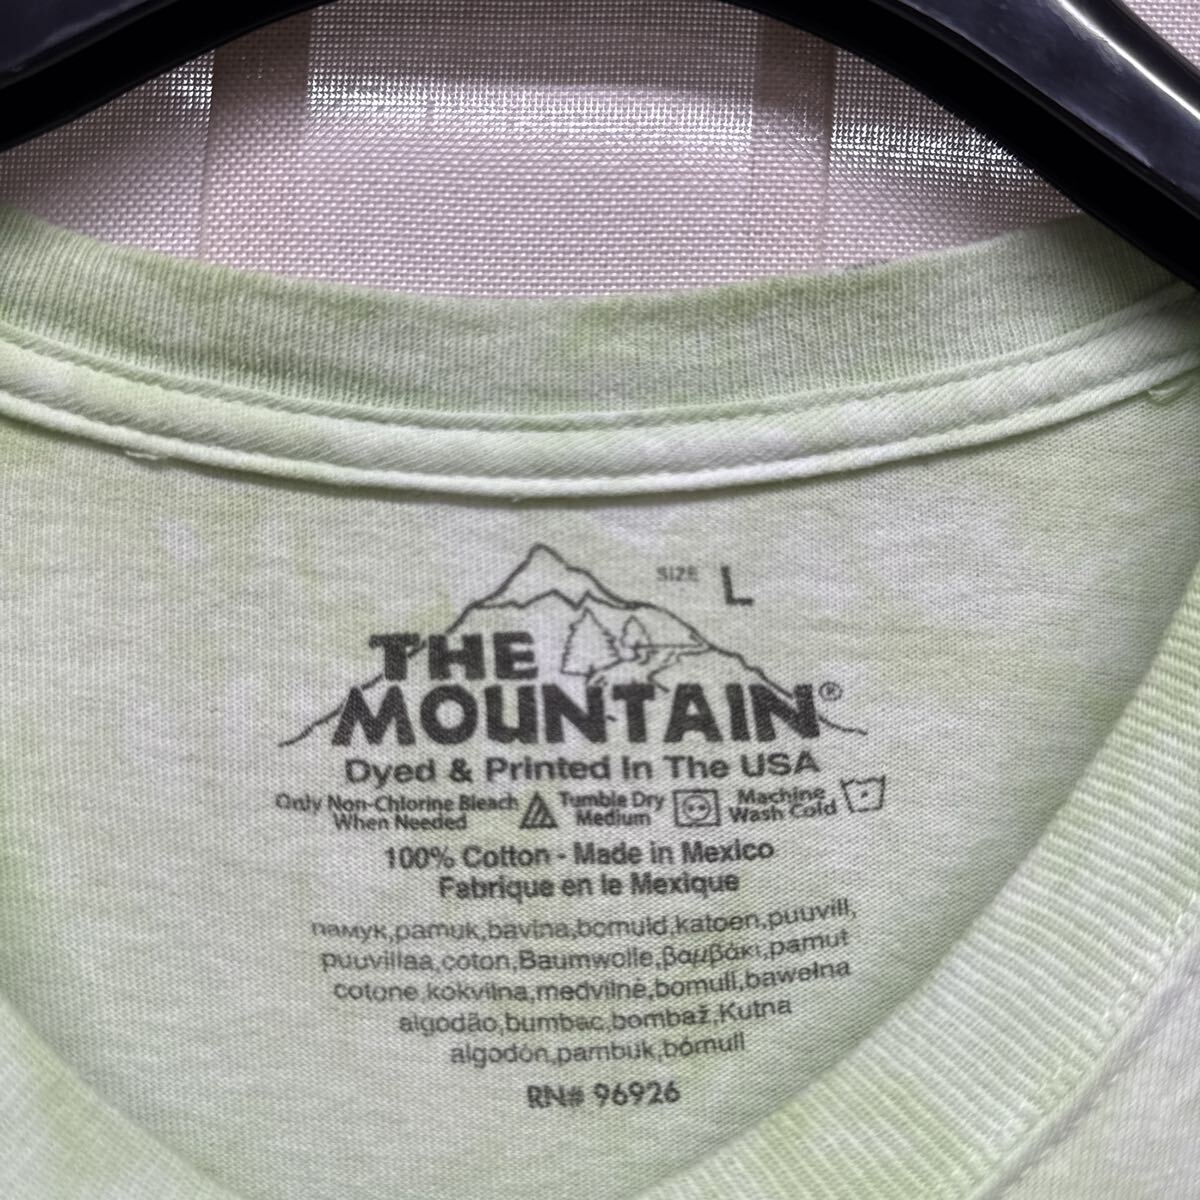 SIZE L
THE
MOUNTAIN®
Dyed & Printed In The USA
Only Non-Chlorine Bleach When Needed
Tumble Dry Medium
Machine Wash Cold
100% Cotton - Made in Mexico
Fabrique en le Mexique
памук,pamuk,bavlna,bomuld,katoen,puuvill,
puuvillaa,coton,Baumwolle,βαμβάκι,pamut
cotone,kokvilna,medvilnė,bomull,bawełna
algodão,bumbac,bombaž,Kutna
algodón,pambuk,bómull
RN# 96926